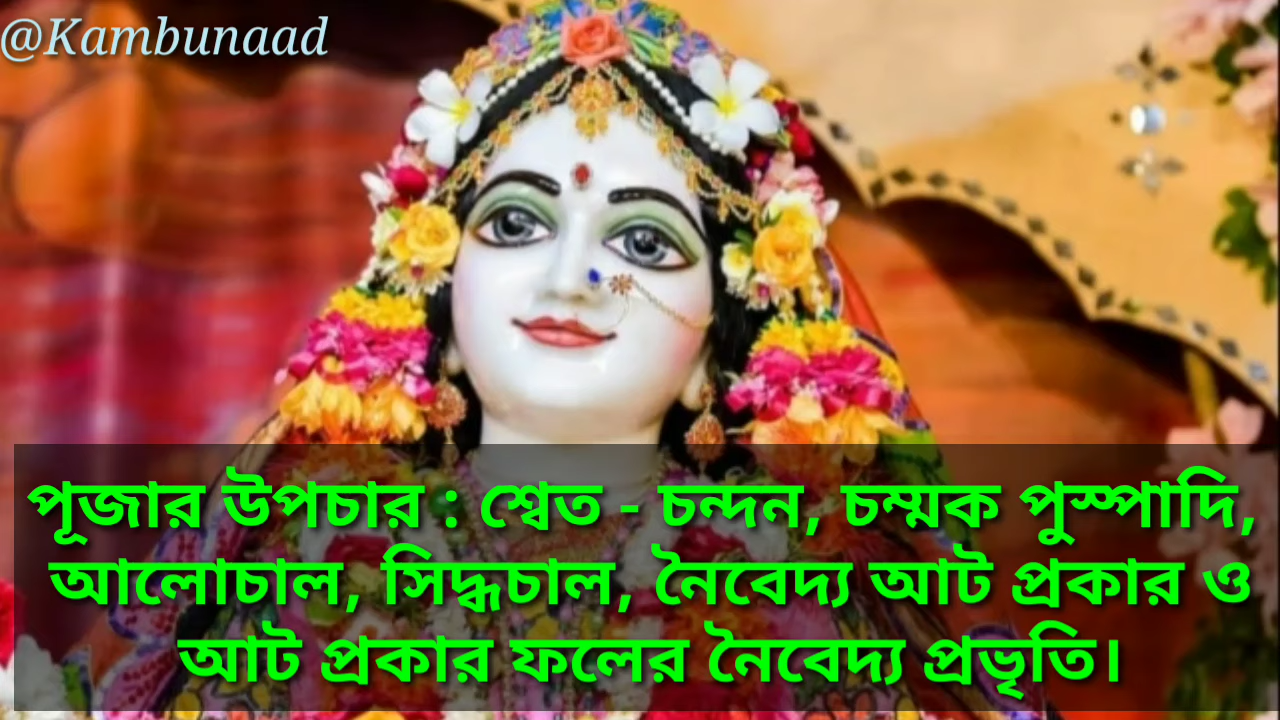 @Kambunaad
পূজার উপচার : শ্বেত - চন্দন, চম্মক পুস্পাদি,
আলোচাল, সিদ্ধচাল, নৈবেদ্য আট প্রকার ও
আট প্রকার ফলের নৈবেদ্য প্রভৃতি।